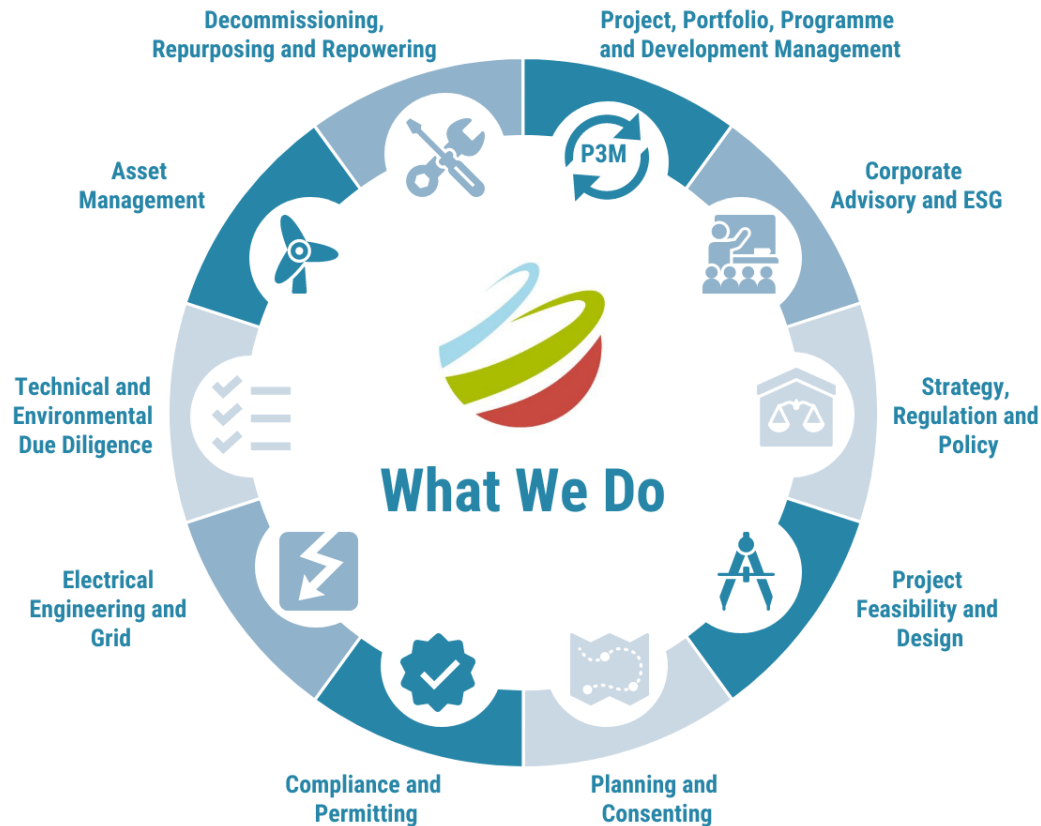 Decommissioning,
Repurposing and Repowering
Project, Portfolio, Programme
and Development Management
P3M
Asset
Management
Corporate
Advisory and ESG
Technical and
Environmental
Due Diligence
Strategy,
Regulation and
Policy
What We Do
Electrical
Engineering and
Grid
Project
Feasibility and
Design
Compliance and
Permitting
Planning and
Consenting